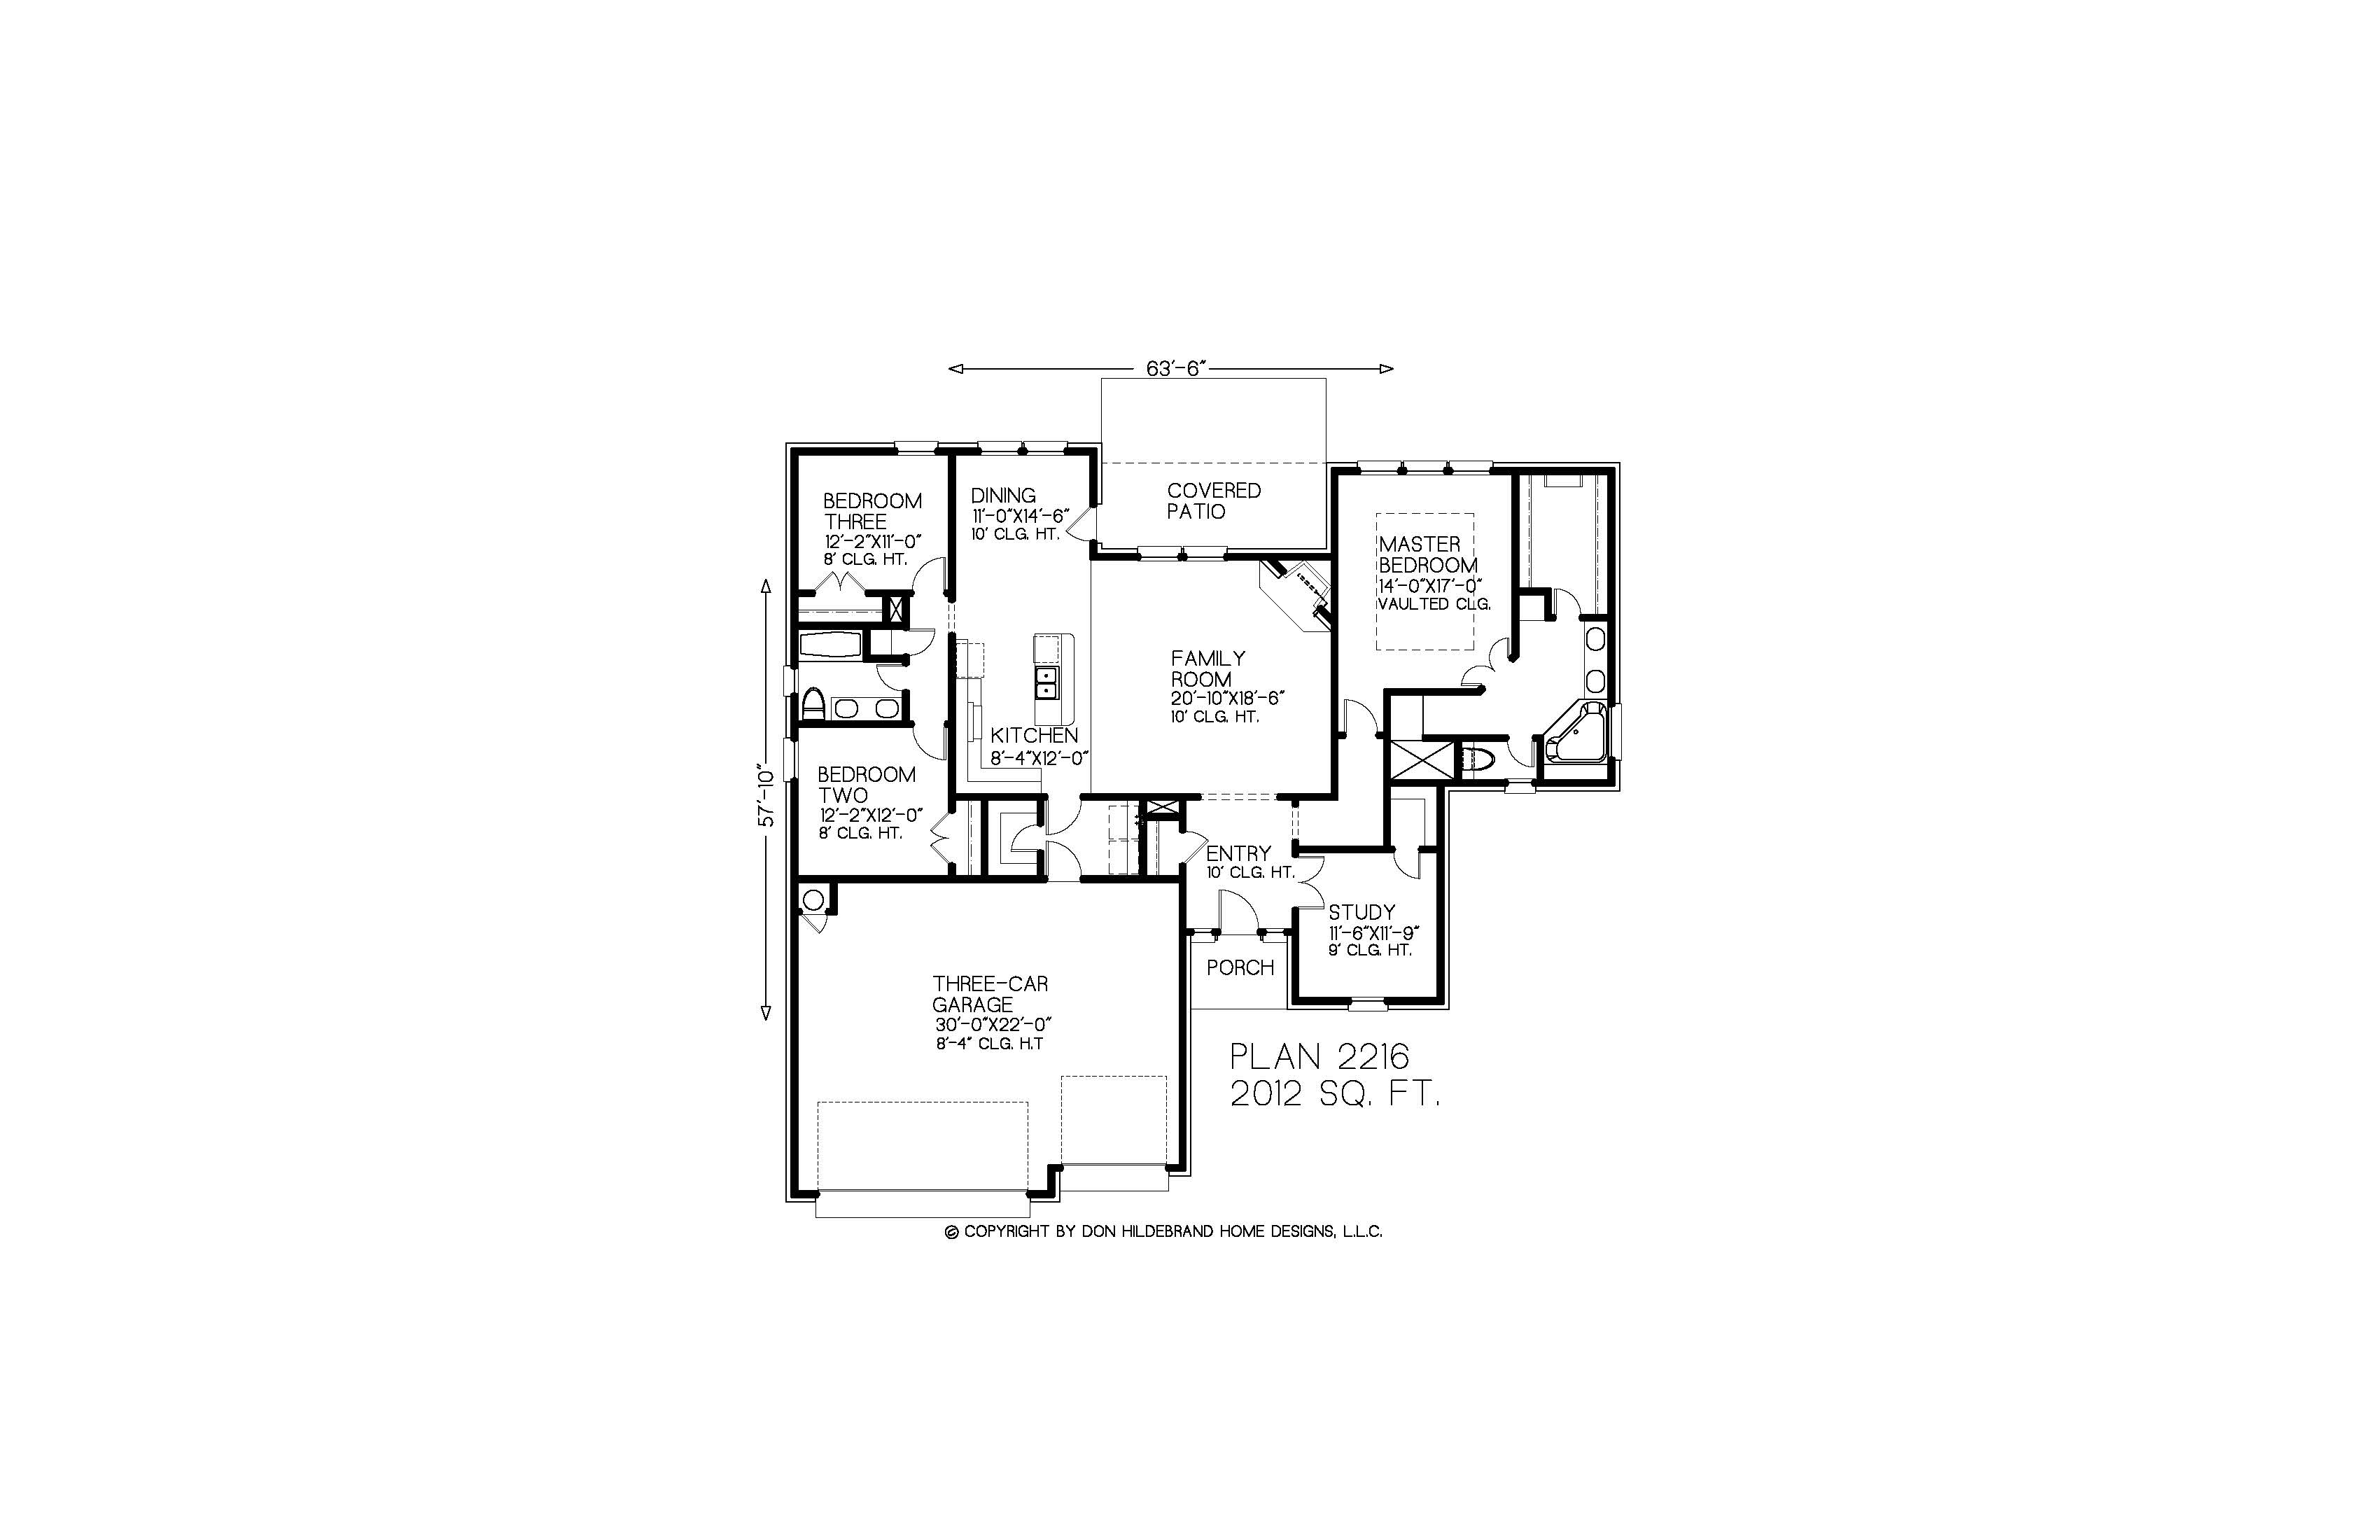 63'-6"
COVERED
PATIO
BEDROOM
THREE
12'-2"X11'-0"
8' CLG. HT.
DINING
11'-0"X14'-6"
10' CLG. HT.
MASTER
BEDROOM
14'-0"X17'-0"
VAULTED CLG.
FAMILY
ROOM
20'-10"X18'-6"
10' CLG. HT.
KITCHEN
8'-4"X12'-0"
57'-10"
BEDROOM
TWO
12'-2"X12'-0"
8' CLG. HT.
ENTRY
10' CLG. HT.
STUDY
11'-6"X11'-9"
9' CLG. HT.
PORCH
THREE-CAR
GARAGE
30'-0"X22'-0"
8'-4" CLG. H.T
PLAN 2216
2012 SQ. FT.
© COPYRIGHT BY DON HILDEBRAND HOME DESIGNS, L.L.C.